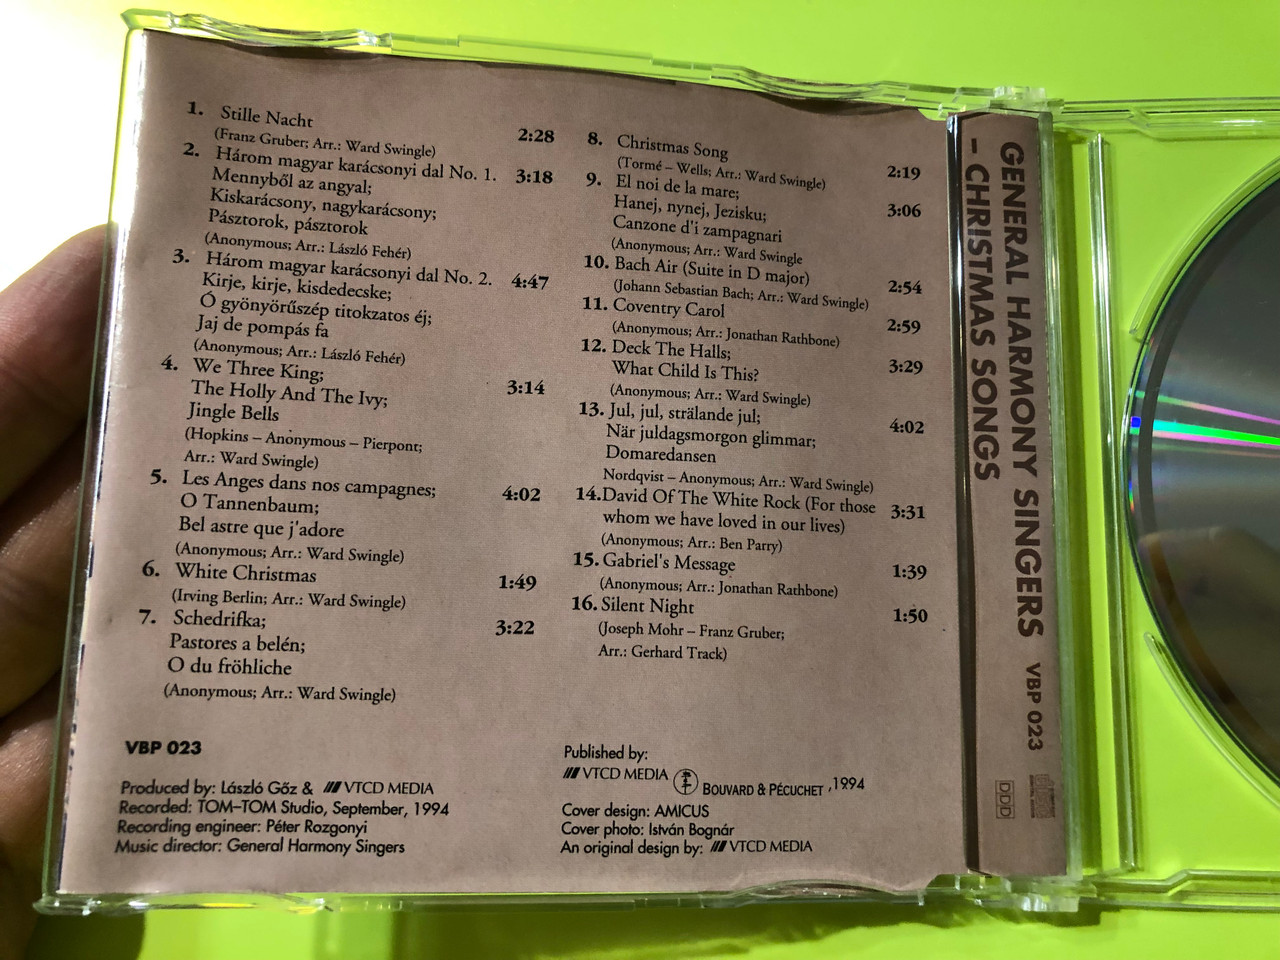 1. Stille Nacht 2:28
(Franz Gruber; Arr.: Ward Swingle)
2. Három magyar karácsonyi dal No. 1. 3:18
Mennyből az angyal;
Kiskarácsony, nagykarácsony;
Pásztorok, pásztorok
(Anonymous; Arr.: László Fehér)
3. Három magyar karácsonyi dal No. 2. 4:47
Kirje, kirje, kisdedecske;
Ó gyönyörűszép titokzatos éj;
Jaj de pompás fa
(Anonymous; Arr.: László Fehér)
4. We Three King; 3:14
The Holly And The Ivy;
Jingle Bells
(Hopkins – Anonymous – Pierpont;
Arr.: Ward Swingle)
5. Les Anges dans nos campagnes; 4:02
O Tannenbaum;
Bel astre que j'adore
(Anonymous; Arr.: Ward Swingle)
6. White Christmas 1:49
(Irving Berlin; Arr.: Ward Swingle)
7. Schedrifka; 3:22
Pastores a belén;
O du fröhliche
(Anonymous; Arr.: Ward Swingle)
8. Christmas Song 2:19
(Tormé – Wells; Arr.: Ward Swingle)
9. El noi de la mare; 3:06
Hanej, nynej, Jezisku;
Canzone d'i zampagnari
(Anonymous; Arr.: Ward Swingle
10. Bach Air (Suite in D major) 2:54
(Johann Sebastian Bach; Arr.: Ward Swingle)
11. Coventry Carol 2:59
(Anonymous; Arr.: Jonathan Rathbone)
12. Deck The Halls; 3:29
What Child Is This?
(Anonymous; Arr.: Ward Swingle)
13. Jul, jul, strälande jul; 4:02
När juldagsmorgon glimmar;
Domaredansen
Nordqvist – Anonymous; Arr.: Ward Swingle)
14. David Of The White Rock (For those 3:31
whom we have loved in our lives)
(Anonymous; Arr.: Ben Parry)
15. Gabriel's Message 1:39
(Anonymous; Arr.: Jonathan Rathbone)
16. Silent Night 1:50
(Joseph Mohr – Franz Gruber;
Arr.: Gerhard Track)
VBP 023
Produced by: László Gőz & VTCD MEDIA
Recorded: TOM–TOM Studio, September, 1994
Recording engineer: Péter Rozgonyi
Music director: General Harmony Singers
Published by:
VTCD MEDIA BOUVARD & PÉCUCHET, 1994
Cover design: AMICUS
Cover photo: István Bognár
An original design by: VTCD MEDIA
GENERAL HARMONY SINGERS VBP 023
– CHRISTMAS SONGS
DDD